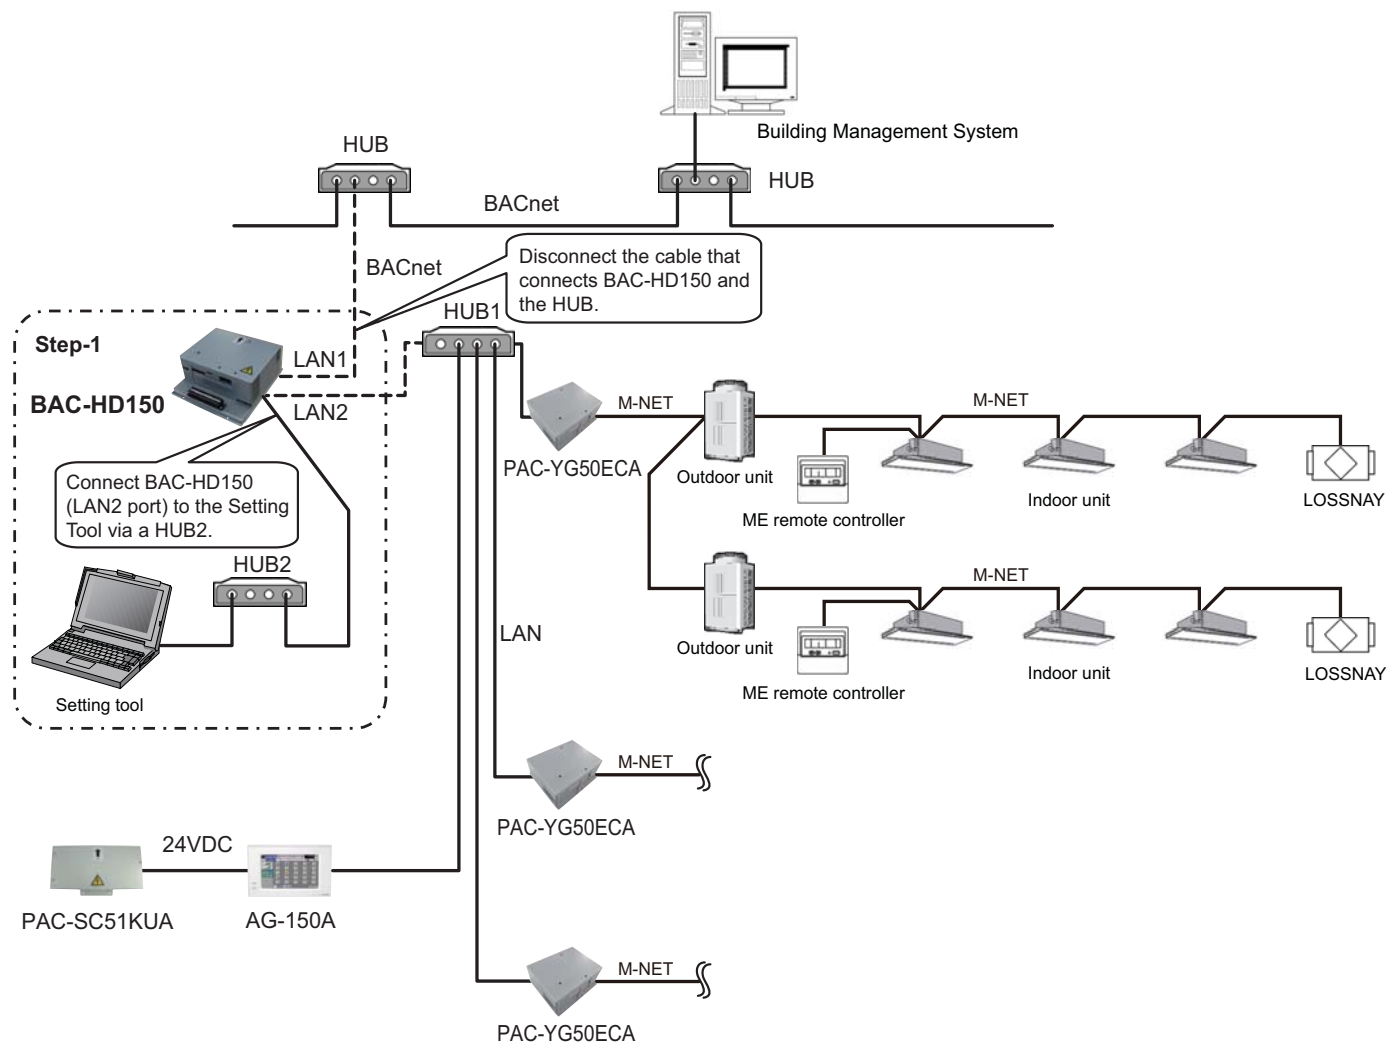 Building Management System
HUB
HUB
BACnet
BACnet
Disconnect the cable that
connects BAC-HD150 and
the HUB.
HUB1
Step-1
LAN1
BAC-HD150
LAN2
M-NET
M-NET
PAC-YG50ECA
Outdoor unit
ME remote controller
Indoor unit
LOSSNAY
Connect BAC-HD150
(LAN2 port) to the Setting
Tool via a HUB2.
HUB2
Setting tool
LAN
M-NET
Outdoor unit
ME remote controller
Indoor unit
LOSSNAY
M-NET
PAC-YG50ECA
24VDC
PAC-SC51KUA
AG-150A
M-NET
PAC-YG50ECA